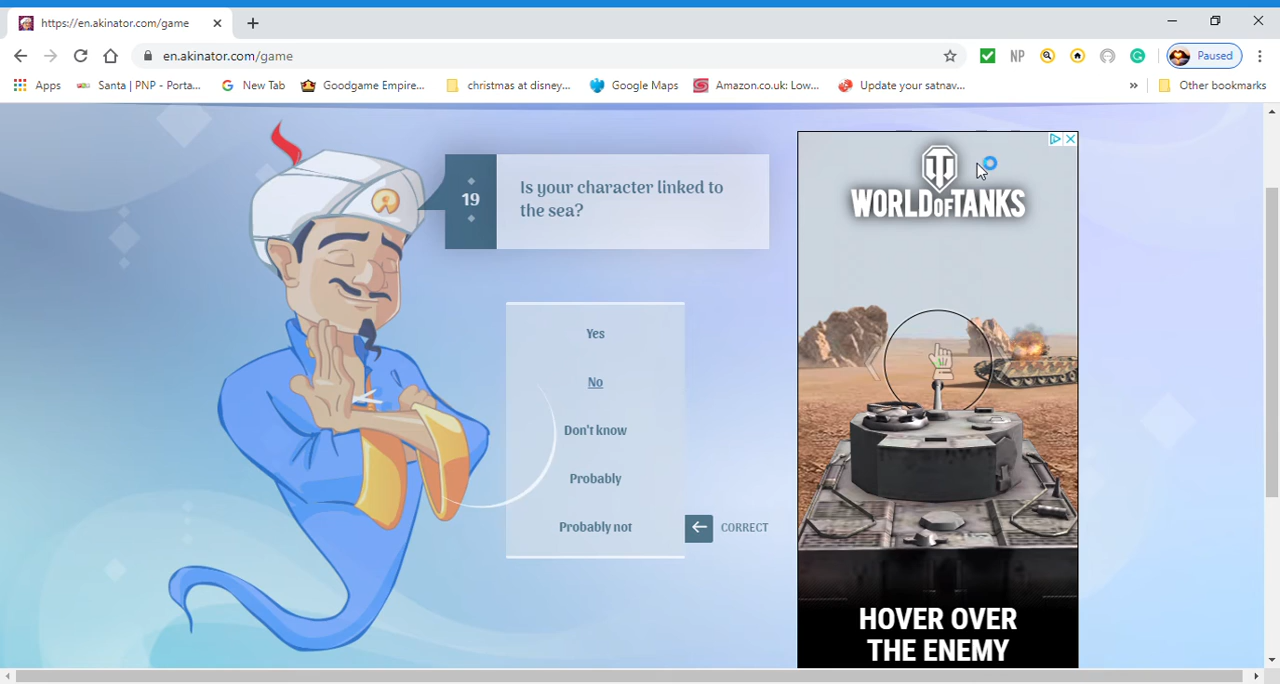 https://en.akinator.com/game
en.akinator.com/game
NP
Paused
Apps
Santa | PNP - Porta...
New Tab
Goodgame Empire...
christmas at disney...
Google Maps
Amazon.co.uk: Low...
Update your satnav...
»
Other bookmarks
19
Is your character linked to
the sea?
Yes
No
Don't know
Probably
Probably not
CORRECT
WORLD OF TANKS
HOVER OVER
THE ENEMY